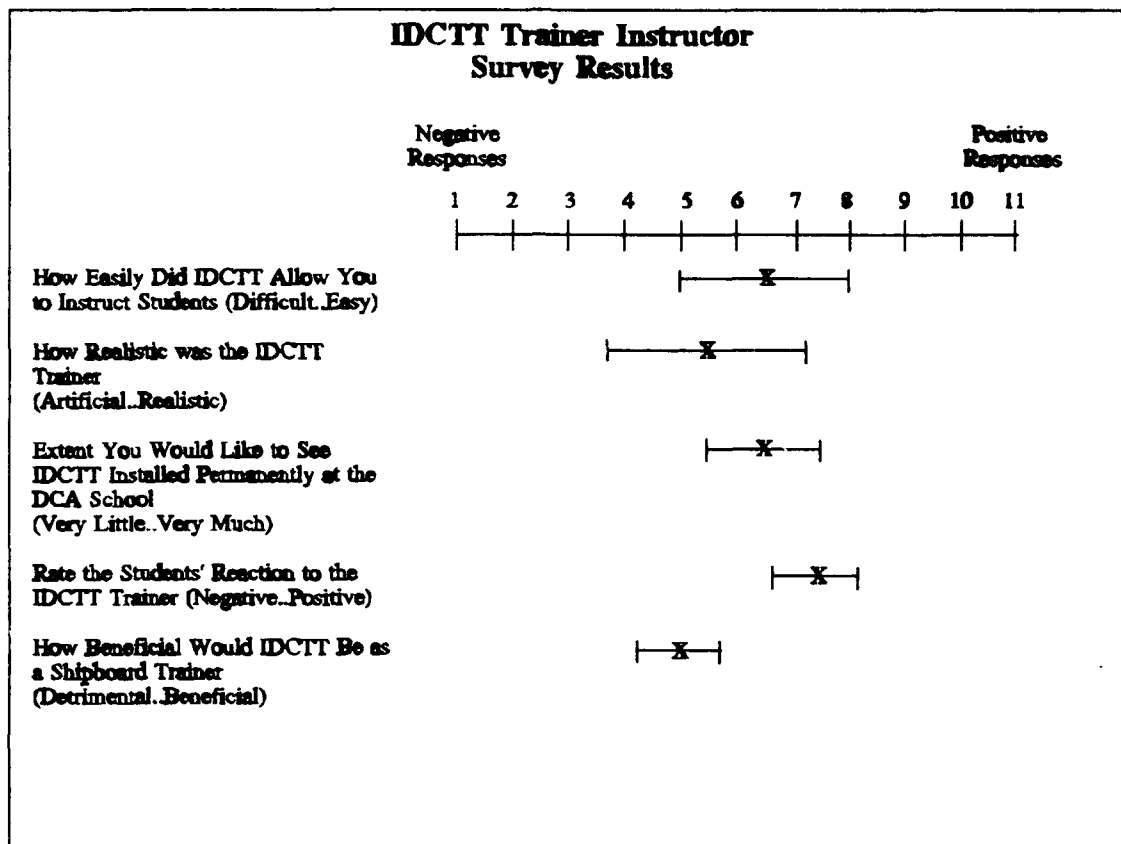 IDCTT Trainer Instructor
Survey Results
Negative
Responses
Positive
Responses
1 2 3 4 5 6 7 8 9 10 11
How Easily Did IDCTT Allow You
to Instruct Students (Difficult..Easy)
How Realistic was the IDCTT
Trainer
(Artificial..Realistic)
Extent You Would Like to See
IDCTT Installed Permanently at the
DCA School
(Very Little..Very Much)
Rate the Students' Reaction to the
IDCTT Trainer (Negative..Positive)
How Beneficial Would IDCTT Be as
a Shipboard Trainer
(Detrimental..Beneficial)